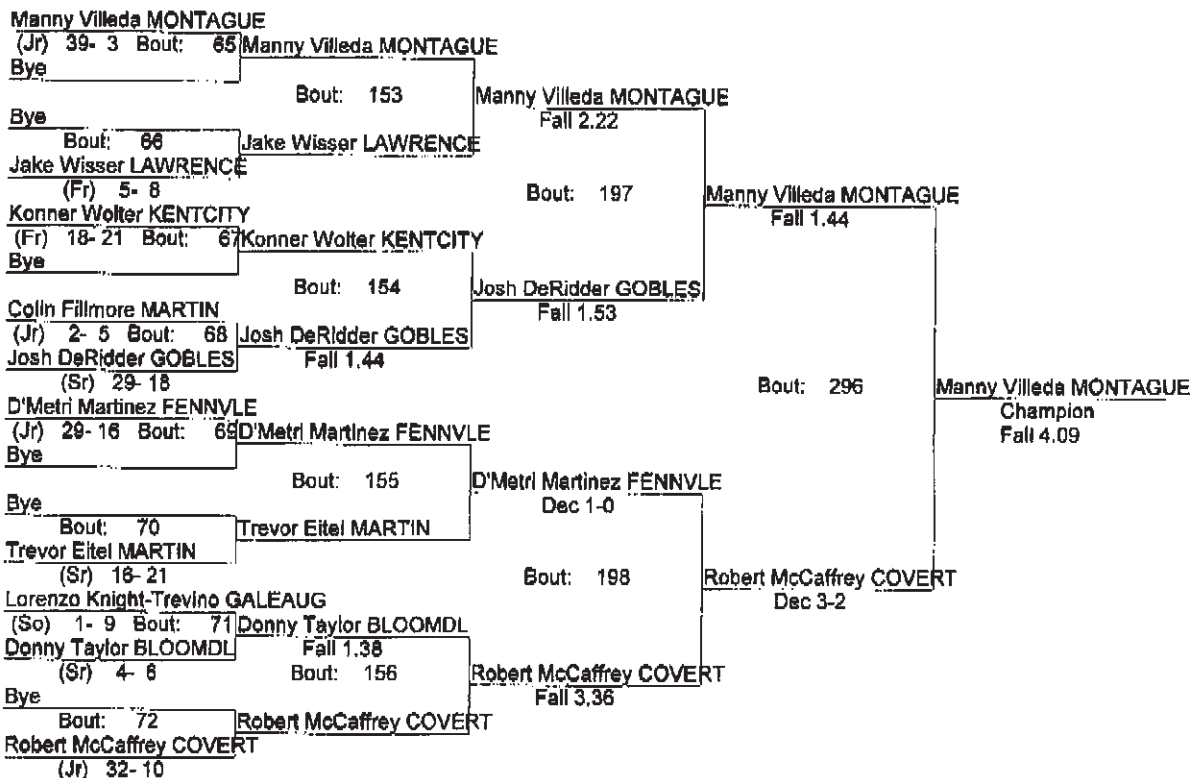 Manny Villeda MONTAGUE
(Jr) 39- 3 Bout: 65
Bye
Manny Villeda MONTAGUE
Bout: 153
Manny Villeda MONTAGUE
Fall 2.22
Bye
Bout: 66
Jake Wisser LAWRENCE
Jake Wisser LAWRENCE
(Fr) 5- 8
Bout: 197
Manny Villeda MONTAGUE
Fall 1.44
Konner Wolter KENTCITY
(Fr) 18- 21 Bout: 67
Bye
Konner Wolter KENTCITY
Bout: 154
Josh DeRidder GOBLES
Fall 1.53
Colin Fillmore MARTIN
(Jr) 2- 5 Bout: 68
Josh DeRidder GOBLES
(Sr) 29- 18
Josh DeRidder GOBLES
Fall 1.44
Bout: 296
Manny Villeda MONTAGUE
Champion
Fall 4.09
D'Metri Martinez FENNVLE
(Jr) 29- 16 Bout: 69
Bye
D'Metri Martinez FENNVLE
Bout: 155
D'Metri Martinez FENNVLE
Dec 1-0
Bye
Bout: 70
Trevor Eitel MARTIN
Trevor Eitel MARTIN
(Sr) 16- 21
Bout: 198
Robert McCaffrey COVERT
Dec 3-2
Lorenzo Knight-Trevino GALEAUG
(So) 1- 9 Bout: 71
Donny Taylor BLOOMDL
(Sr) 4- 6
Donny Taylor BLOOMDL
Fall 1.38
Bout: 156
Robert McCaffrey COVERT
Fall 3.36
Bye
Bout: 72
Robert McCaffrey COVERT
Robert McCaffrey COVERT
(Jr) 32- 10